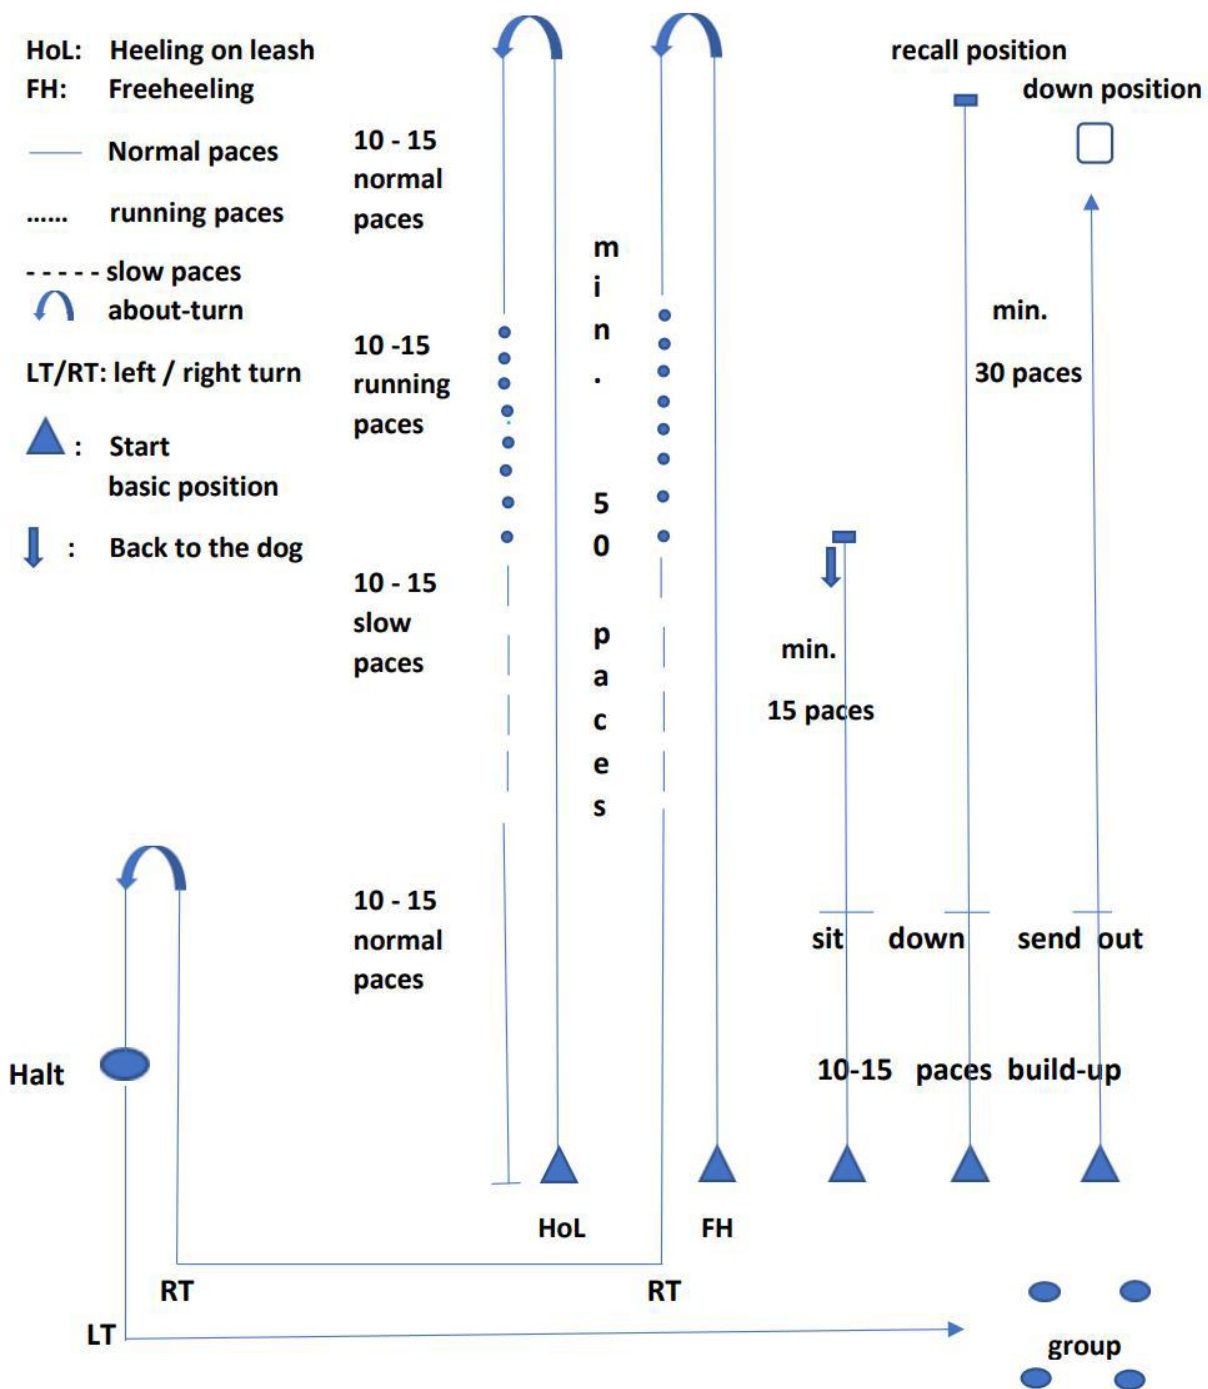 HoL: Heeling on leash
FH: Freeheeling
Normal paces
...... running paces
- - - - - slow paces
about-turn
LT/RT: left / right turn
: Start
basic position
: Back to the dog
10 - 15
normal
paces
10 -15
running
paces
10 - 15
slow
paces
10 - 15
normal
paces
min. 50 paces
recall position
down position
min.
30 paces
min.
15 paces
sit down send out
10-15 paces build-up
Halt
HoL FH
RT RT
LT
group